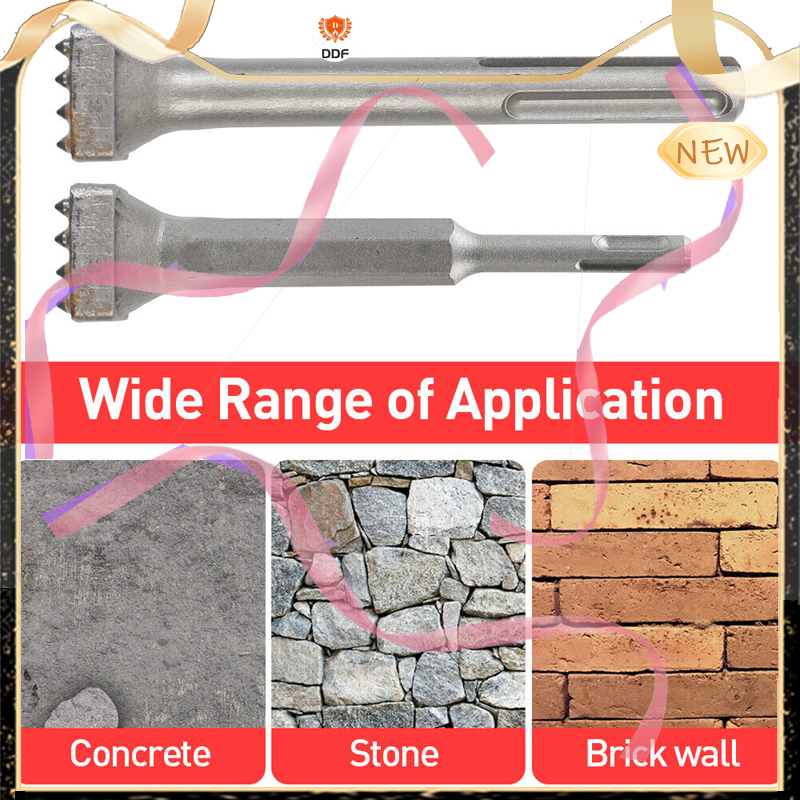 DDF
NEW
Wide Range of Application
Concrete
Stone
Brick wall